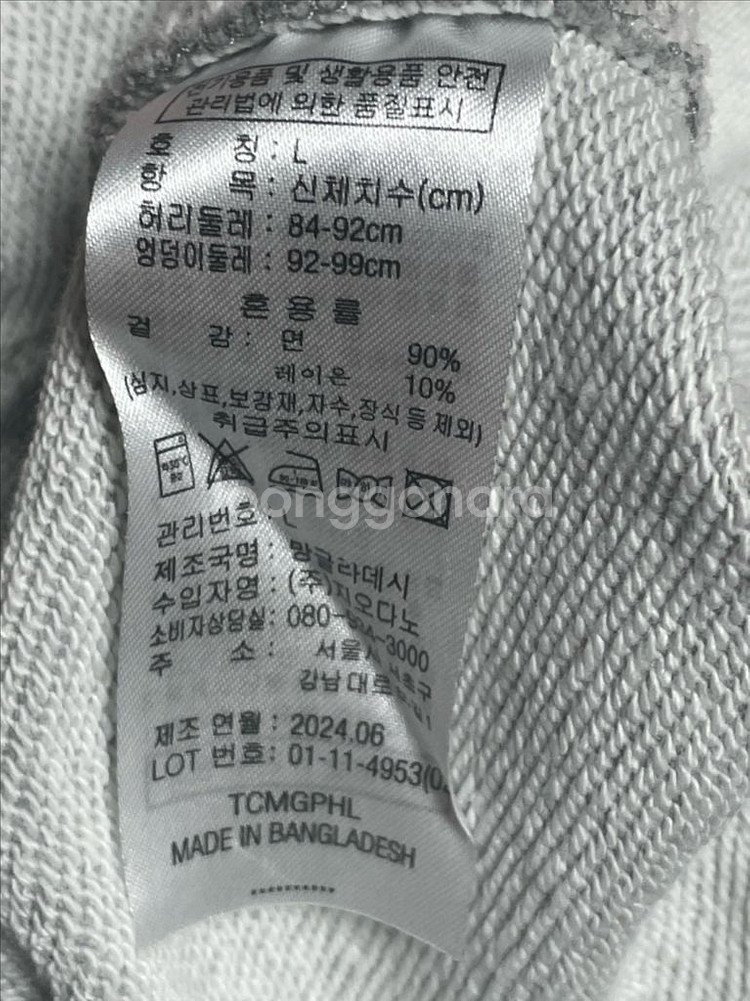 전기용품 및 생활용품 안전
관리법에 의한 품질표시
호 칭 : L
항 목 : 신체치수(cm)
허리둘레 : 84-92cm
엉덩이둘레 : 92-99cm
혼 용 률
겉 감 : 면 90%
레이온 10%
(심지,상표,보강재,자수,장식 등 제외)
취급주의표시
관리번호: L
제조국명 : 방글라데시
수입자명 : (주)지오다노
소비자상담실: 080- -3000
주 소 : 서울시 서초구
강남대로
제조 연월 : 2024.06
LOT 번호: 01-11-4953(0
TCMGPHL
MADE IN BANGLADESH
joonggonara